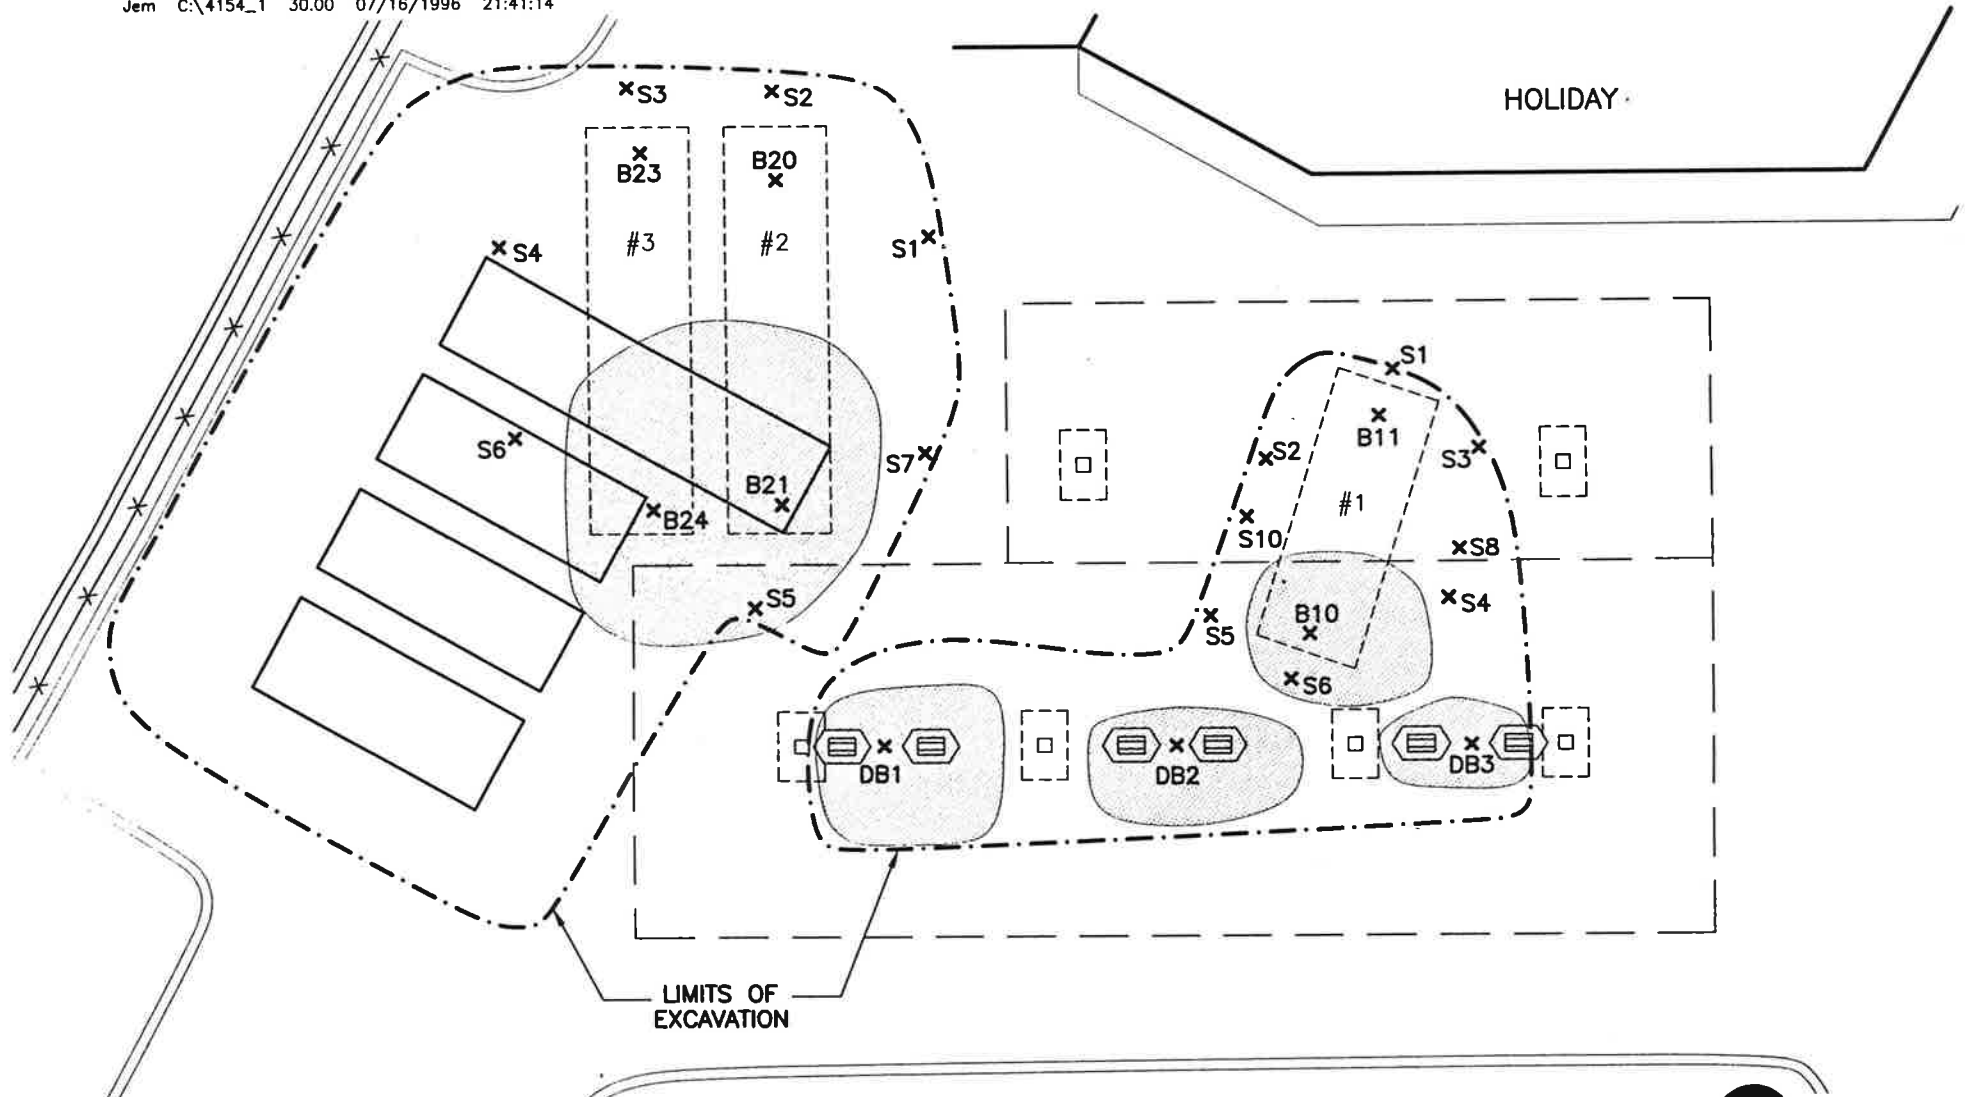 Jem C:\4154_1 30.00 07/16/1996 21:41:14
HOLIDAY
S3
S2
B23
B20
#3
#2
S1
S4
S1
B11
S6
S7
S2
S3
B21
B24
#1
S10
S8
S5
S4
B10
S5
S6
DB1
DB2
DB3
LIMITS OF
EXCAVATION